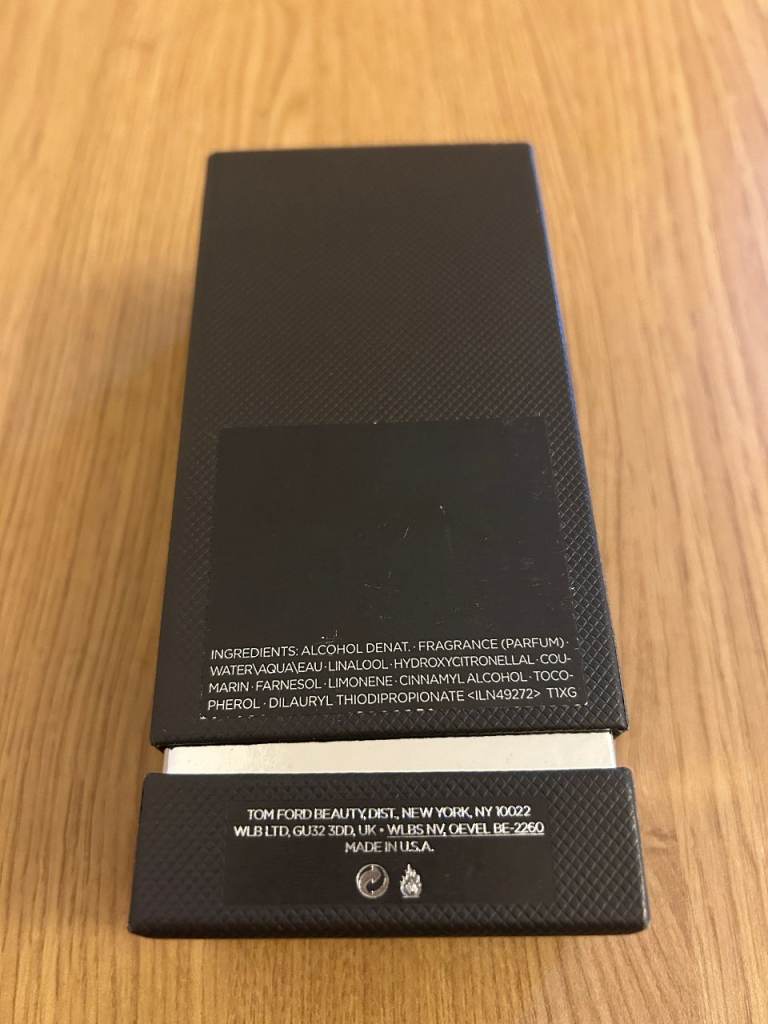 INGREDIENTS: ALCOHOL DENAT. · FRAGRANCE (PARFUM) ·
WATER\AQUA\EAU · LINALOOL · HYDROXYCITRONELLAL · COU-
MARIN · FARNESOL · LIMONENE · CINNAMYL ALCOHOL · TOCO-
PHEROL · DILAURYL THIODIPROPIONATE <ILN49272> T1XG
TOM FORD BEAUTY, DIST., NEW YORK, NY 10022
WLB LTD, GU32 3DD, UK • WLBS NV, OEVEL BE-2260
MADE IN U.S.A.